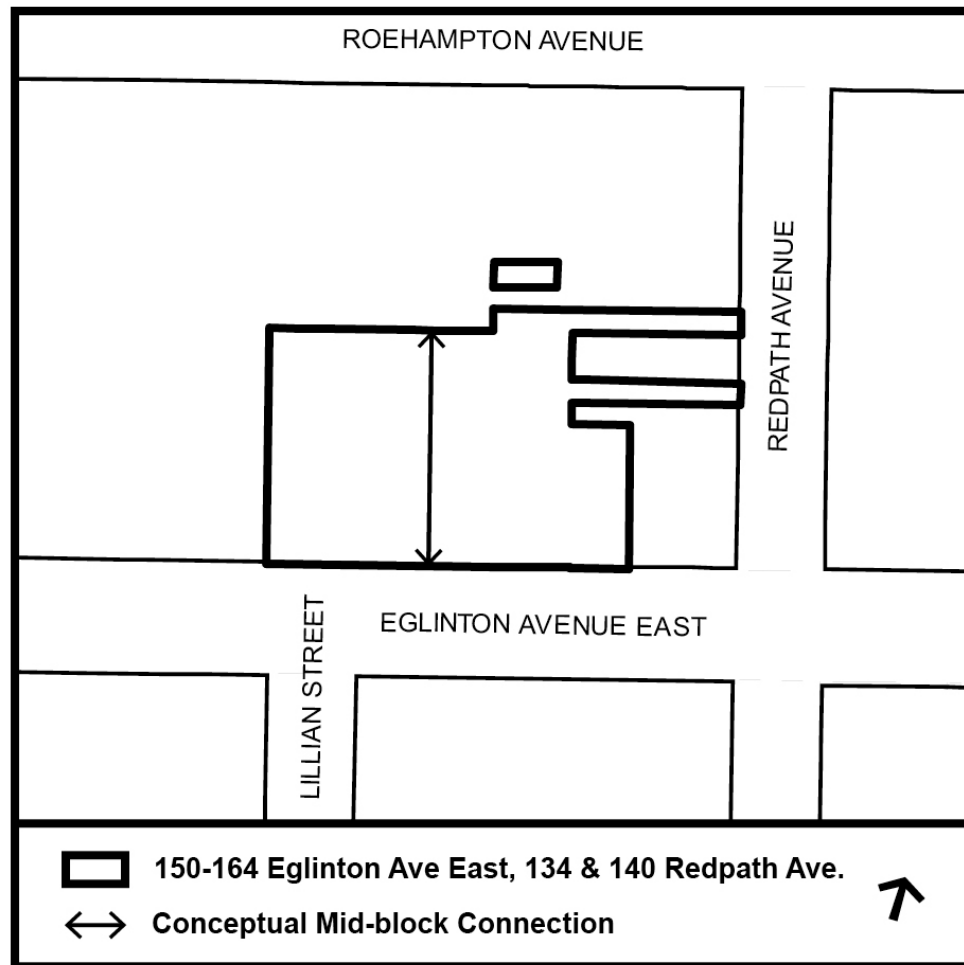 ROEHAMPTON AVENUE
REDPATH AVENUE
EGLINTON AVENUE EAST
LILLIAN STREET
150-164 Eglinton Ave East, 134 & 140 Redpath Ave.
Conceptual Mid-block Connection